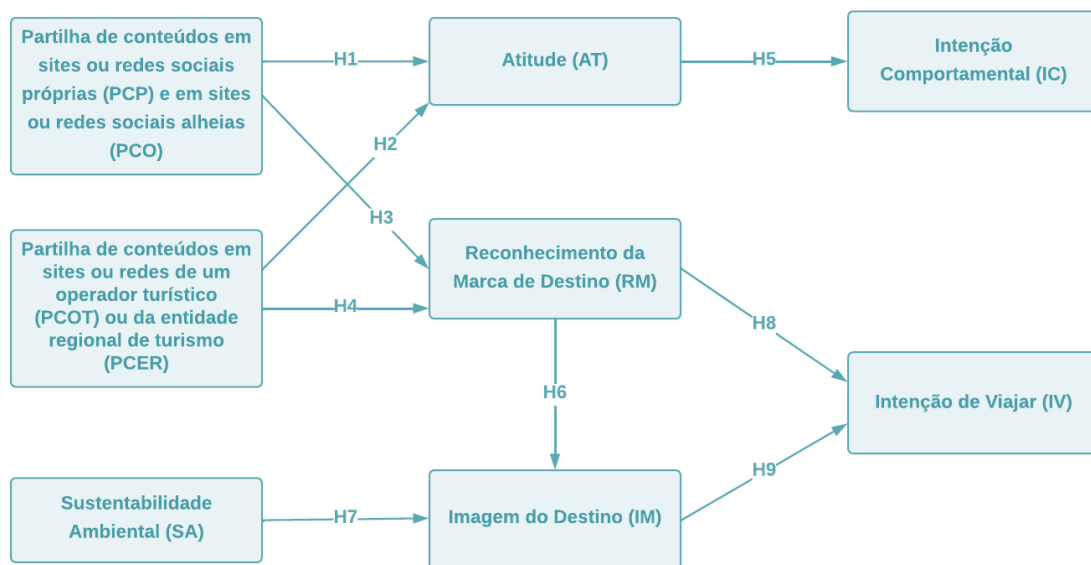 Partilha de conteúdos em
sites ou redes sociais
próprias (PCP) e em sites
ou redes sociais alheias
(PCO)
H1
Atitude (AT)
H5
Intenção
Comportamental (IC)
H2
H3
Partilha de conteúdos em
sites ou redes de um
operador turístico
(PCOT) ou da entidade
regional de turismo
(PCER)
H4
Reconhecimento da
Marca de Destino (RM)
H8
H6
Intenção de Viajar (IV)
H9
Sustentabilidade
Ambiental (SA)
H7
Imagem do Destino (IM)